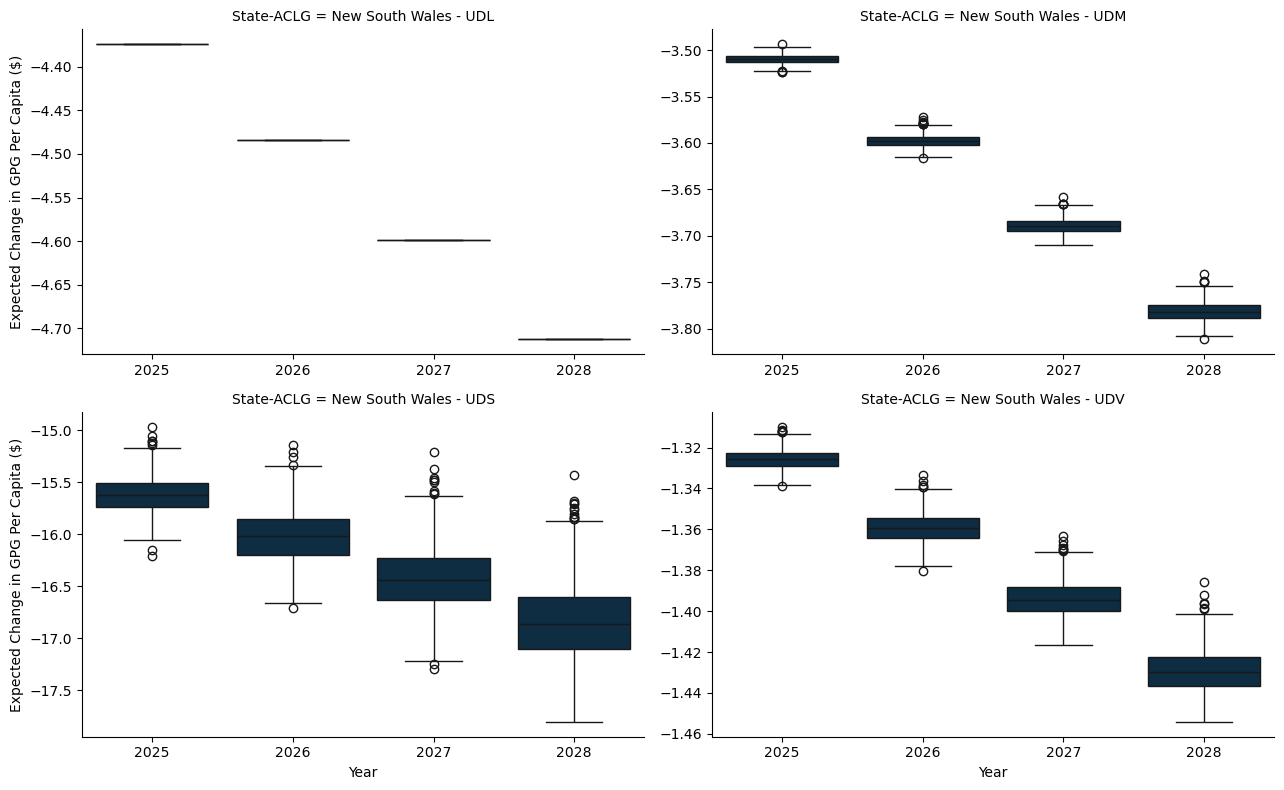 State-ACLG = New South Wales - UDL
Expected Change in GPG Per Capita ($)
−4.40
−4.45
−4.50
−4.55
−4.60
−4.65
−4.70
2025 2026 2027 2028
State-ACLG = New South Wales - UDM
−3.50
−3.55
−3.60
−3.65
−3.70
−3.75
−3.80
2025 2026 2027 2028
State-ACLG = New South Wales - UDS
Expected Change in GPG Per Capita ($)
−15.0
−15.5
−16.0
−16.5
−17.0
−17.5
2025 2026 2027 2028
Year
State-ACLG = New South Wales - UDV
−1.32
−1.34
−1.36
−1.38
−1.40
−1.42
−1.44
−1.46
2025 2026 2027 2028
Year